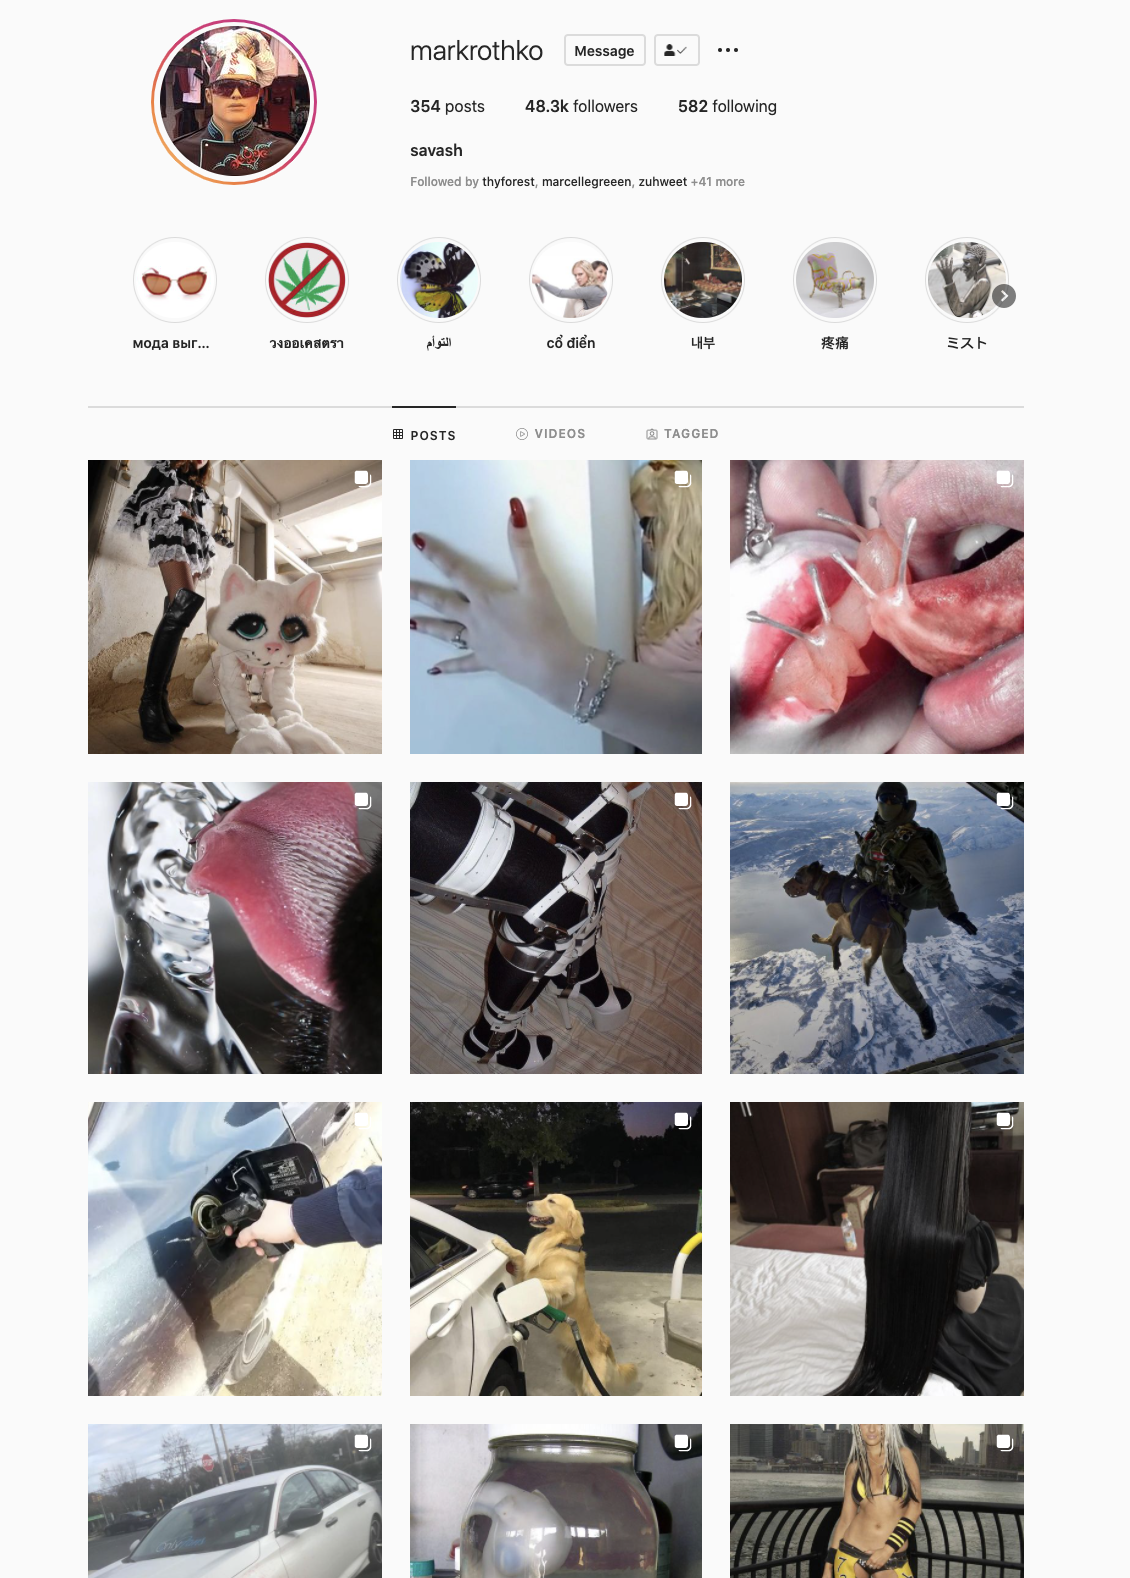 markrothko
Message
354 posts 48.3k followers 582 following
savash
Followed by thyforest, marcellegreeen, zuhweet +41 more
мода выг... วงออเคสตรา التوأم cổ điển 내부 疼痛 ミスト
POSTS VIDEOS TAGGED